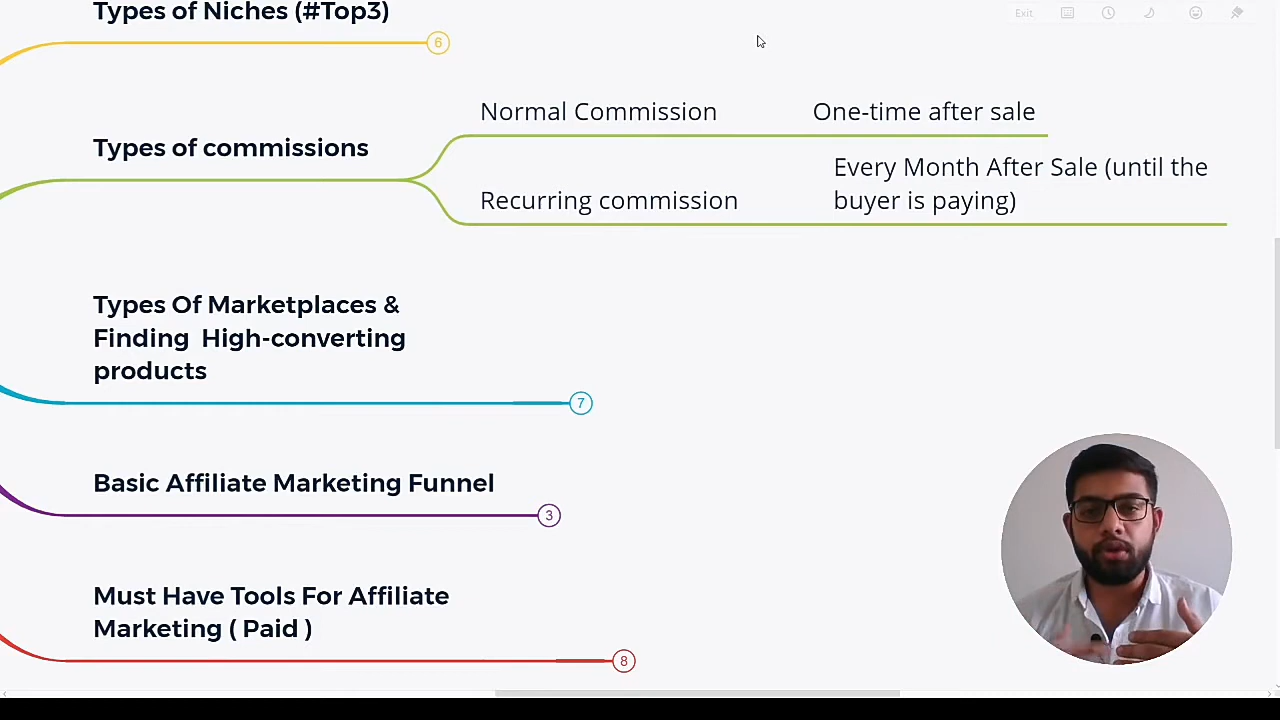 Types of Niches (#Top3)
6
Exit
Normal Commission One-time after sale
Types of commissions
Every Month After Sale (until the
Recurring commission buyer is paying)
Types Of Marketplaces &
Finding High-converting
products
7
Basic Affiliate Marketing Funnel
3
Must Have Tools For Affiliate
Marketing ( Paid )
8